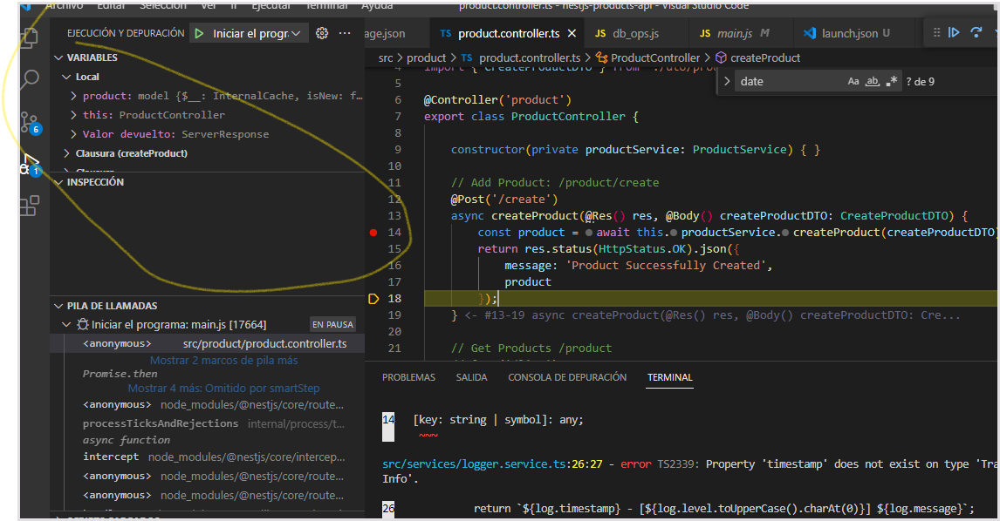 Archivo Editar Selección Ver Ir Ejecutar Terminal Ayuda product.controller.ts - nestjs-products-api - Visual Studio Code
EJECUCIÓN Y DEPURACIÓN Iniciar el progr
age.json TS product.controller.ts JS db_ops.js JS main.js M launch.json U
src > product > TS product.controller.ts > ProductController > createProduct
date Aa ab .* ? de 9
VARIABLES
Local
product: model {$__: InternalCache, isNew: f…
this: ProductController
Valor devuelto: ServerResponse
Clausura (createProduct)
Clausura
INSPECCIÓN
PILA DE LLAMADAS
Iniciar el programa: main.js [17664] EN PAUSA
<anonymous> src/product/product.controller.ts
Mostrar 2 marcos de pila más
Promise.then
Mostrar 4 más: Omitido por smartStep
<anonymous> node_modules/@nestjs/core/route...
processTicksAndRejections internal/process/t...
async function
intercept node_modules/@nestjs/core/intercep...
<anonymous> node_modules/@nestjs/core/route...
<anonymous> node_modules/@nestjs/core/route...
6
1
4 import { CreateProductDTO } from './dto/pro
5
6 @Controller('product')
7 export class ProductController {
8
9 constructor(private productService: ProductService) { }
10
11 // Add Product: /product/create
12 @Post('/create')
13 async createProduct(@Res() res, @Body() createProductDTO: CreateProductDTO) {
14 const product = await this.productService.createProduct(createProductDTO)
15 return res.status(HttpStatus.OK).json({
16 message: 'Product Successfully Created',
17 product
18 });
19 } <- #13-19 async createProduct(@Res() res, @Body() createProductDTO: Cre...
20
21 // Get Products /product
PROBLEMAS SALIDA CONSOLA DE DEPURACIÓN TERMINAL
14 [key: string | symbol]: any;
~~~
src/services/logger.service.ts:26:27 - error TS2339: Property 'timestamp' does not exist on type 'Tra
Info'.
26 return `${log.timestamp} - [${log.level.toUpperCase().charAt(0)}] ${log.message}`;